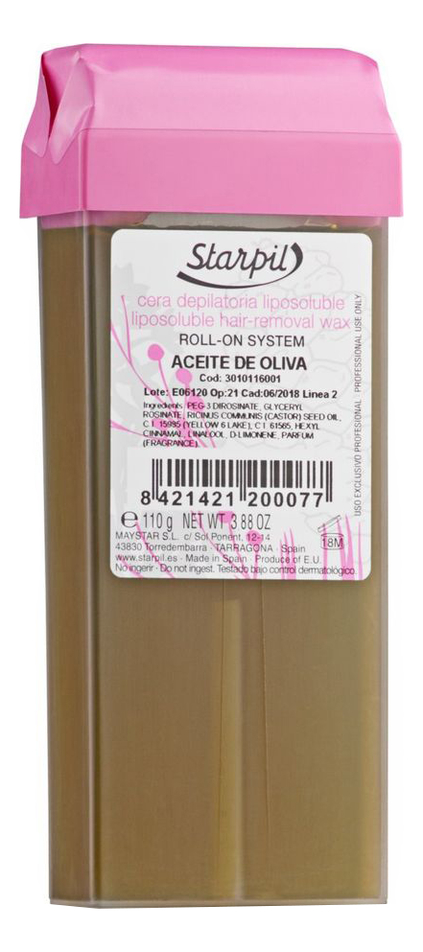 Starpil
cera depilatoria liposoluble
liposoluble hair-removal wax
ROLL-ON SYSTEM
ACEITE DE OLIVA
Cod: 3010116001
Lote: E06120 Op:21 Cad:06/2018 Linea 2
Ingredients: PEG-3 DIROSINATE, GLYCERYL
ROSINATE, RICINUS COMMUNIS (CASTOR) SEED OIL,
C I 15985 (YELLOW 6 LAKE), C I 61565, HEXYL
CINNAMAL, LINALOOL, D-LIMONENE, PARFUM
(FRAGRANCE)
8 421421 200077
℮ 110 g NET WT 3.88 OZ
18M
MAYSTAR S.L. c/ Sol Ponent, 12-14
43830 Torredembarra - TARRAGONA - Spain
www.starpil.es - Made in Spain - Produce of E.U.
No ingerir - Do not ingest. Testado bajo control dermatológico.
USO EXCLUSIVO PROFESIONAL - PROFESSIONAL USE ONLY